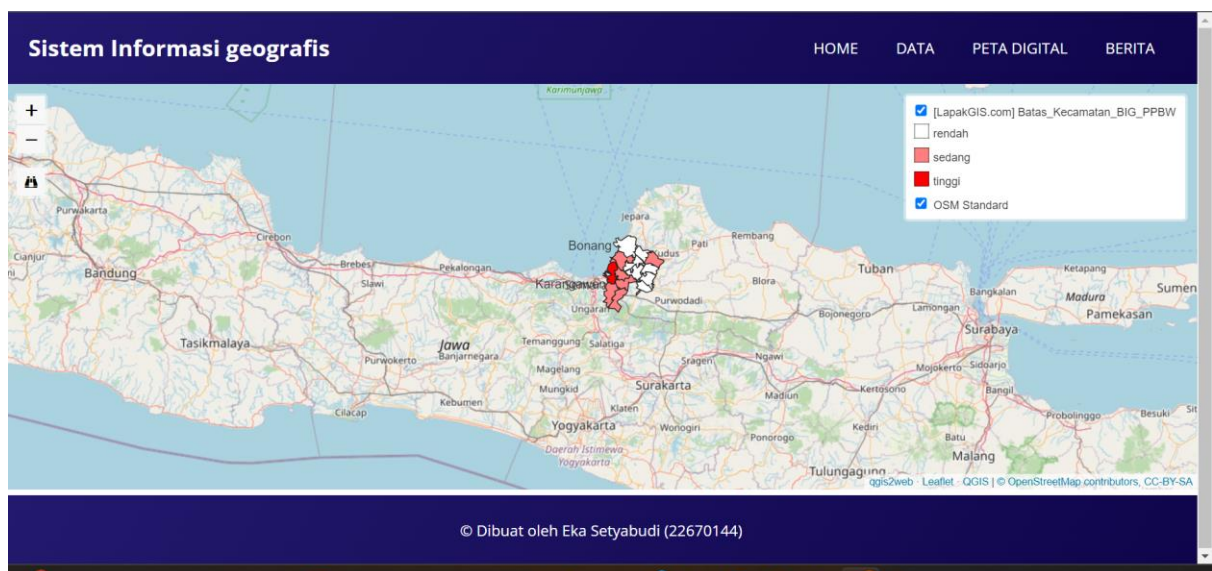 Sistem Informasi geografis
HOME DATA PETA DIGITAL BERITA
+
−
[LapakGIS.com] Batas_Kecamatan_BIG_PPBW
rendah
sedang
tinggi
OSM Standard
Karimunjawa
Purwakarta
Cirebon
Jepara
Bonang
Kudus
Pati
Rembang
Cianjur
Bandung
Brebes
Slawi
Pekalongan
Blora
Tuban
Ketapang
Bangkalan
Madura
Sumen
Pamekasan
Purwodadi
Ungaran
Bojonegoro
Lamongan
Surabaya
Tasikmalaya
Jawa
Banjarnegara
Purwokerto
Temanggung
Salatiga
Magelang
Sragen
Ngawi
Mojokerto
Sidoarjo
Mungkid
Surakarta
Madiun
Kertosono
Bangil
Probolinggo
Besuki
Sit
Cilacap
Kebumen
Klaten
Yogyakarta
Wonogiri
Ponorogo
Kediri
Batu
Malang
Daerah Istimewa
Yogyakarta
Tulungagung
qgis2web · Leaflet · QGIS | © OpenStreetMap contributors, CC-BY-SA
© Dibuat oleh Eka Setyabudi (22670144)